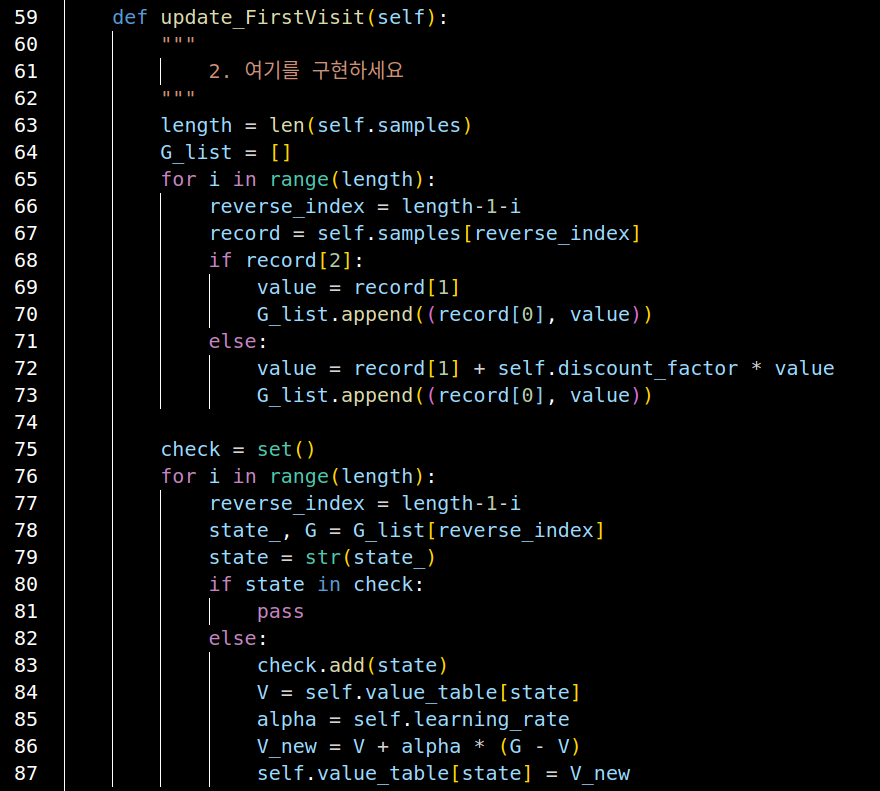 59 def update_FirstVisit(self):
60 """
61 2. 여기를 구현하세요
62 """
63 length = len(self.samples)
64 G_list = []
65 for i in range(length):
66 reverse_index = length-1-i
67 record = self.samples[reverse_index]
68 if record[2]:
69 value = record[1]
70 G_list.append((record[0], value))
71 else:
72 value = record[1] + self.discount_factor * value
73 G_list.append((record[0], value))
74
75 check = set()
76 for i in range(length):
77 reverse_index = length-1-i
78 state_, G = G_list[reverse_index]
79 state = str(state_)
80 if state in check:
81 pass
82 else:
83 check.add(state)
84 V = self.value_table[state]
85 alpha = self.learning_rate
86 V_new = V + alpha * (G - V)
87 self.value_table[state] = V_new